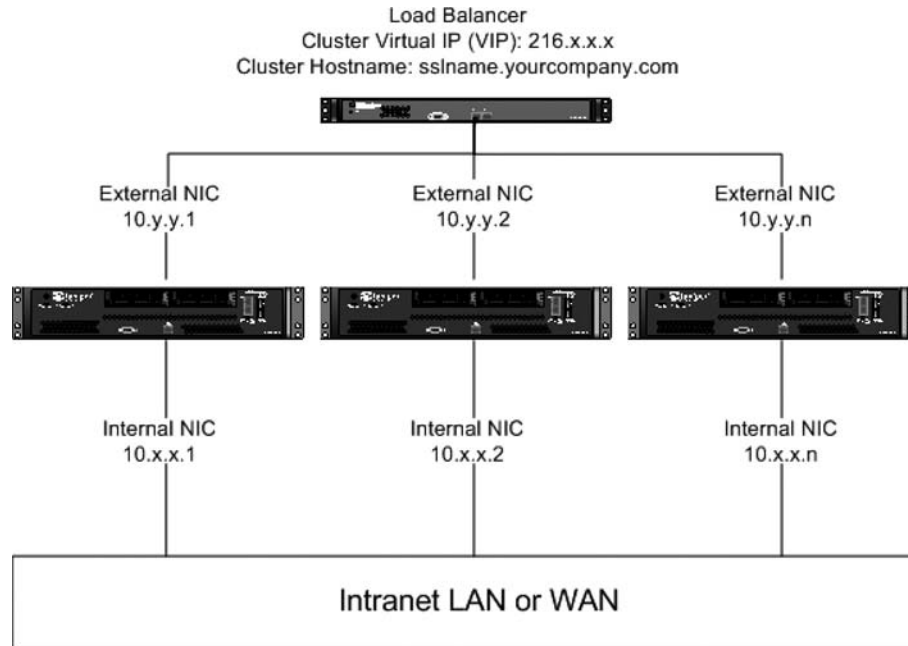 Load Balancer
Cluster Virtual IP (VIP): 216.x.x.x
Cluster Hostname: sslname.yourcompany.com
External NIC
10.y.y.1
External NIC
10.y.y.2
External NIC
10.y.y.n
Internal NIC
10.x.x.1
Internal NIC
10.x.x.2
Internal NIC
10.x.x.n
Intranet LAN or WAN